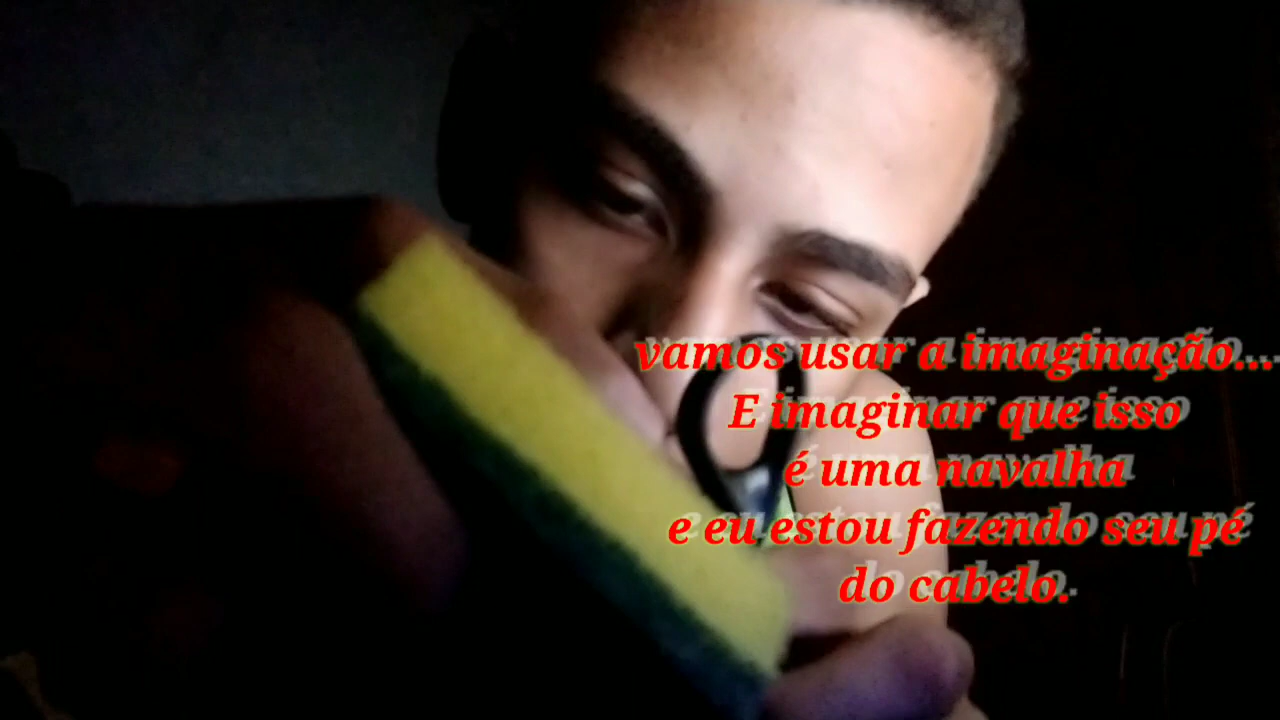 vamos usar a imaginação...
E imaginar que isso
é uma navalha
e eu estou fazendo seu pé
do cabelo.